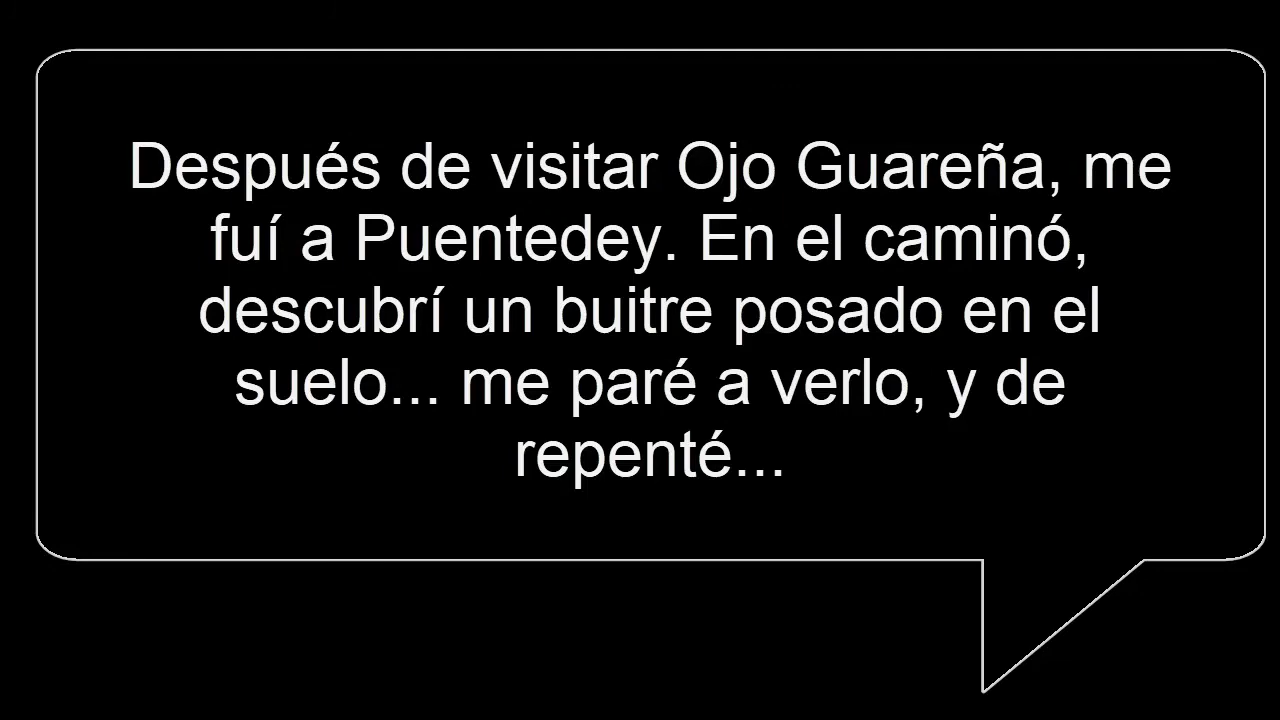 Después de visitar Ojo Guareña, me
fuí a Puentedey. En el caminó,
descubrí un buitre posado en el
suelo... me paré a verlo, y de
repenté...